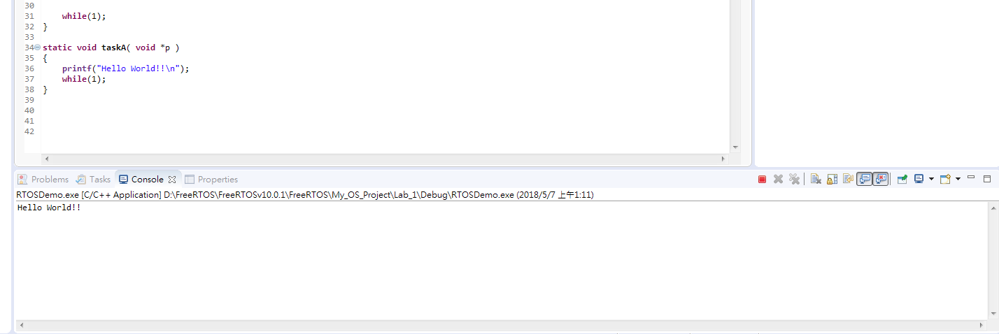 30
31 while(1);
32 }
33
34 static void taskA( void *p )
35 {
36 printf("Hello World!!\n");
37 while(1);
38 }
39
40
41
42
Problems Tasks Console Properties
RTOSDemo.exe [C/C++ Application] D:\FreeRTOS\FreeRTOSv10.0.1\FreeRTOS\My_OS_Project\Lab_1\Debug\RTOSDemo.exe (2018/5/7 上午1:11)
Hello World!!